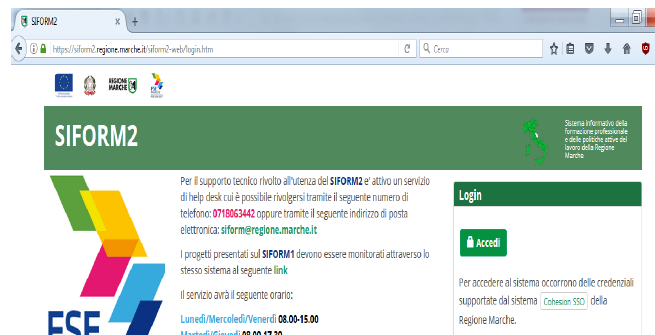 SIFORM2
https://siform2.regione.marche.it/siform2-web/login.htm
Cerca
REGIONE
MARCHE
FSE
SIFORM2
Sistema Informativo della
formazione professionale
e delle politiche attive del
lavoro della Regione
Marche
Per il supporto tecnico rivolto all'utenza del SIFORM2 e' attivo un servizio
di help desk cui è possibile rivolgersi tramite il seguente numero di
telefono: 0718063442 oppure tramite il seguente indirizzo di posta
elettronica: siform@regione.marche.it
I progetti presentati sul SIFORM1 devono essere monitorati attraverso lo
stesso sistema al seguente link
Il servizio avrà il seguente orario:
Lunedì/Mercoledì/Venerdì 08.00-15.00
Martedì/Giovedì 08.00-17.30
FSE
Login
Accedi
Per accedere al sistema occorrono delle credenziali
supportate dal sistema Cohesion SSO della
Regione Marche.